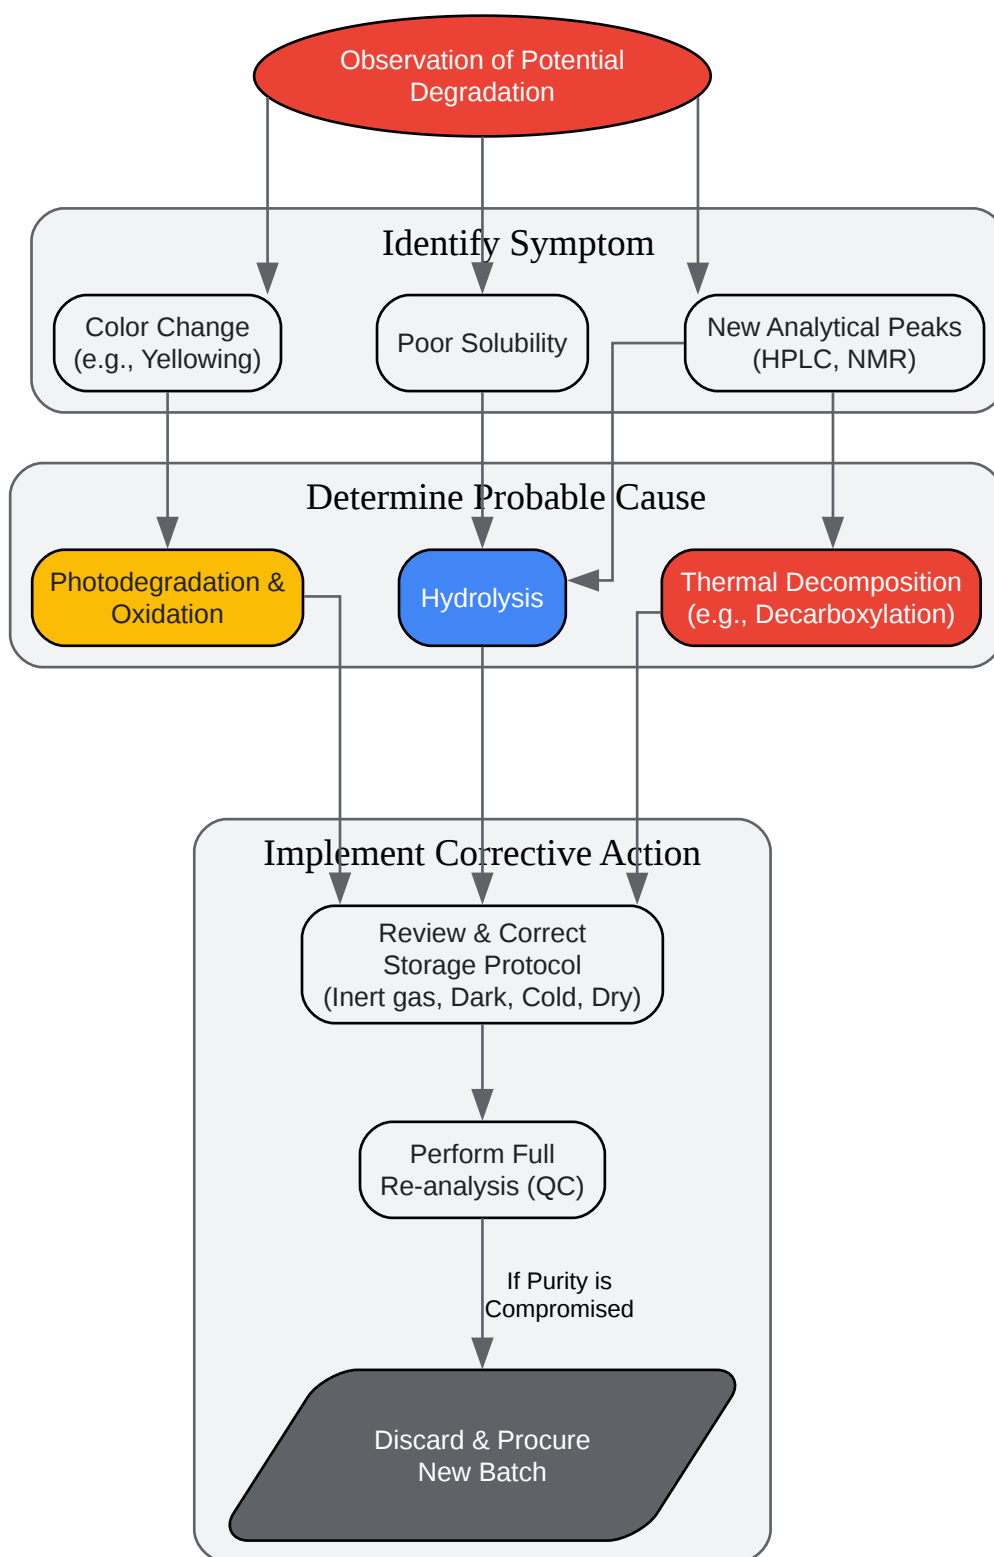 Observation of Potential
Degradation
Identify Symptom
Color Change
(e.g., Yellowing)
Poor Solubility
New Analytical Peaks
(HPLC, NMR)
Determine Probable Cause
Photodegradation &
Oxidation
Hydrolysis
Thermal Decomposition
(e.g., Decarboxylation)
Implement Corrective Action
Review & Correct
Storage Protocol
(Inert gas, Dark, Cold, Dry)
Perform Full
Re-analysis (QC)
If Purity is
Compromised
Discard & Procure
New Batch